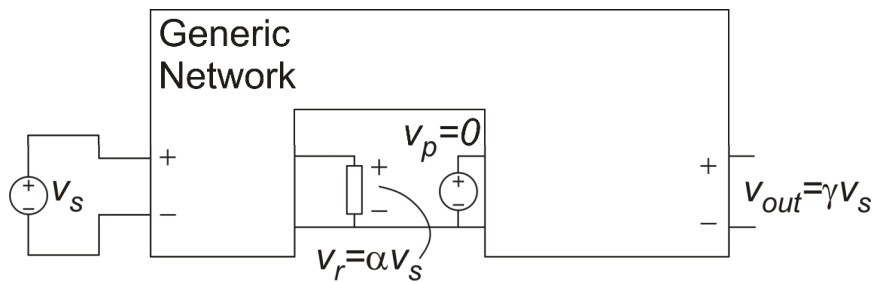 Generic
Network
v_p=0
+
+
+
+
+
v_s
v_out=γv_s
−
−
−
−
−
v_r=αv_s